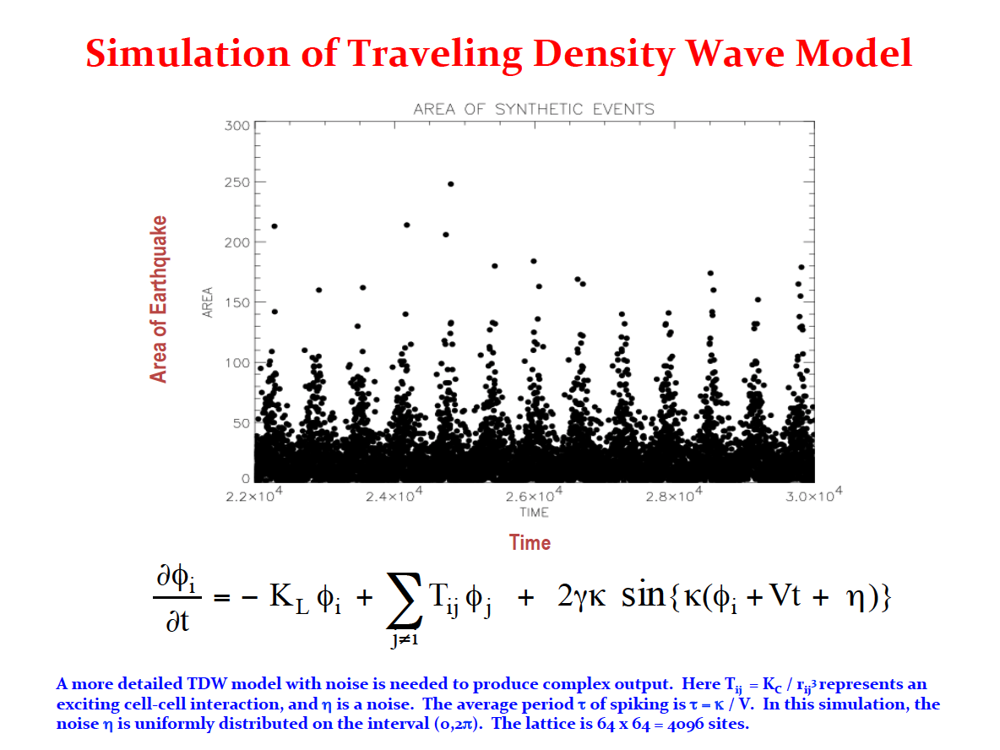 Simulation of Traveling Density Wave Model
AREA OF SYNTHETIC EVENTS
300
250
200
150
100
50
0
AREA
Area of Earthquake
2.2×10⁴ 2.4×10⁴ 2.6×10⁴ 2.8×10⁴ 3.0×10⁴
TIME
Time
∂ϕᵢ/∂t = − K_L ϕᵢ + ∑_{j≠i} Tᵢⱼ ϕⱼ + 2γκ sin{κ(ϕᵢ + Vt + η)}
A more detailed TDW model with noise is needed to produce complex output. Here Tᵢⱼ = K_C / rᵢⱼ³ represents an
exciting cell-cell interaction, and η is a noise. The average period τ of spiking is τ = κ / V. In this simulation, the
noise η is uniformly distributed on the interval (0,2π). The lattice is 64 x 64 = 4096 sites.